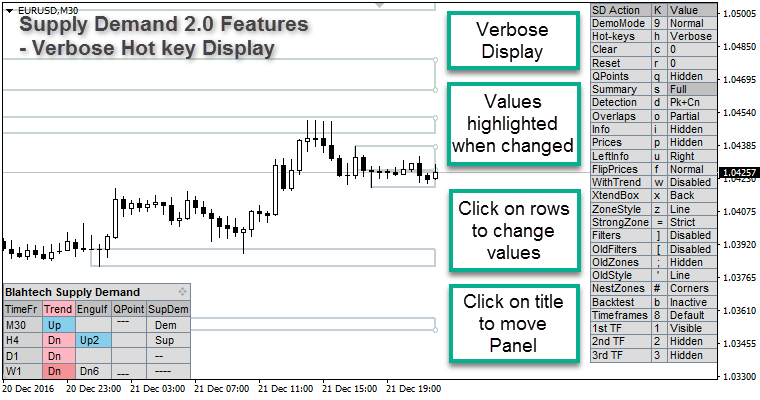 EURUSD,M30
Supply Demand 2.0 Features
- Verbose Hot key Display
Verbose
Display
Values
highlighted
when changed
Click on rows
to change
values
Click on title
to move
Panel
SD Action K Value
DemoMode 9 Normal
Hot-keys h Verbose
Clear c 0
Reset r 0
QPoints q Hidden
Summary s Full
Detection d Pk+Cn
Overlaps o Partial
Info i Hidden
Prices p Hidden
LeftInfo u Right
FlipPrices f Normal
WithTrend w Disabled
XtendBox x Back
ZoneStyle z Line
StrongZone = Strict
Filters ] Disabled
OldFilters [ Disabled
OldZones ; Hidden
OldStyle ' Line
NestZones # Corners
Backtest b Inactive
Timeframes 8 Default
1st TF 1 Visible
2nd TF 2 Hidden
3rd TF 3 Hidden
1.05005
1.04850
1.04695
1.04540
1.04385
1.04257
1.04230
1.04075
1.03920
1.03765
1.03610
1.03455
1.03300
Blahtech Supply Demand
TimeFr Trend Engulf QPoint SupDem
M30 Up --- Dem
H4 Dn Up2 Sup
D1 Dn --
W1 Dn Dn6 --- ----
20 Dec 2016 20 Dec 23:00 21 Dec 03:00 21 Dec 07:00 21 Dec 11:00 21 Dec 15:00 21 Dec 19:00